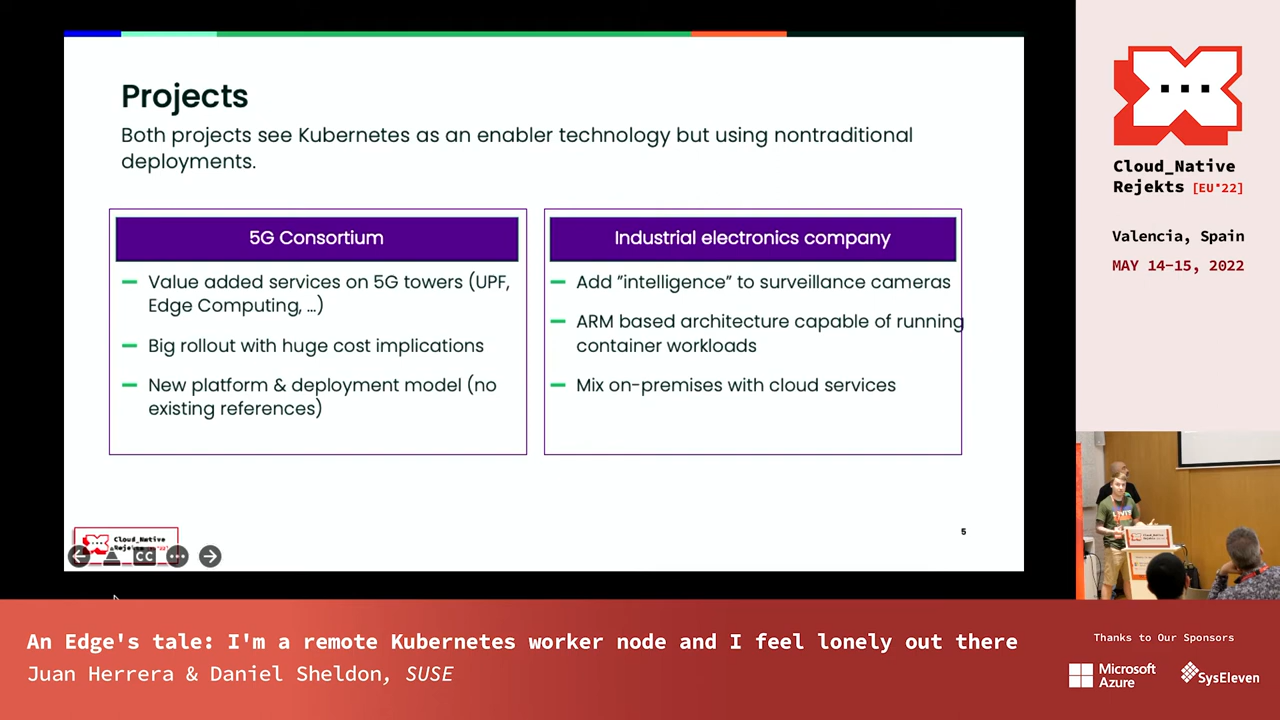 Projects
Both projects see Kubernetes as an enabler technology but using nontraditional
deployments.
5G Consortium
Value added services on 5G towers (UPF,
Edge Computing, ...)
Big rollout with huge cost implications
New platform & deployment model (no
existing references)
Industrial electronics company
Add ”intelligence” to surveillance cameras
ARM based architecture capable of running
container workloads
Mix on-premises with cloud services
Cloud_Native
CC
5
Cloud_Native
Rejekts [EU*22]
Valencia, Spain
MAY 14-15, 2022
An Edge's tale: I'm a remote Kubernetes worker node and I feel lonely out there
Juan Herrera & Daniel Sheldon, SUSE
Thanks to Our Sponsors
Microsoft
Azure
SysEleven